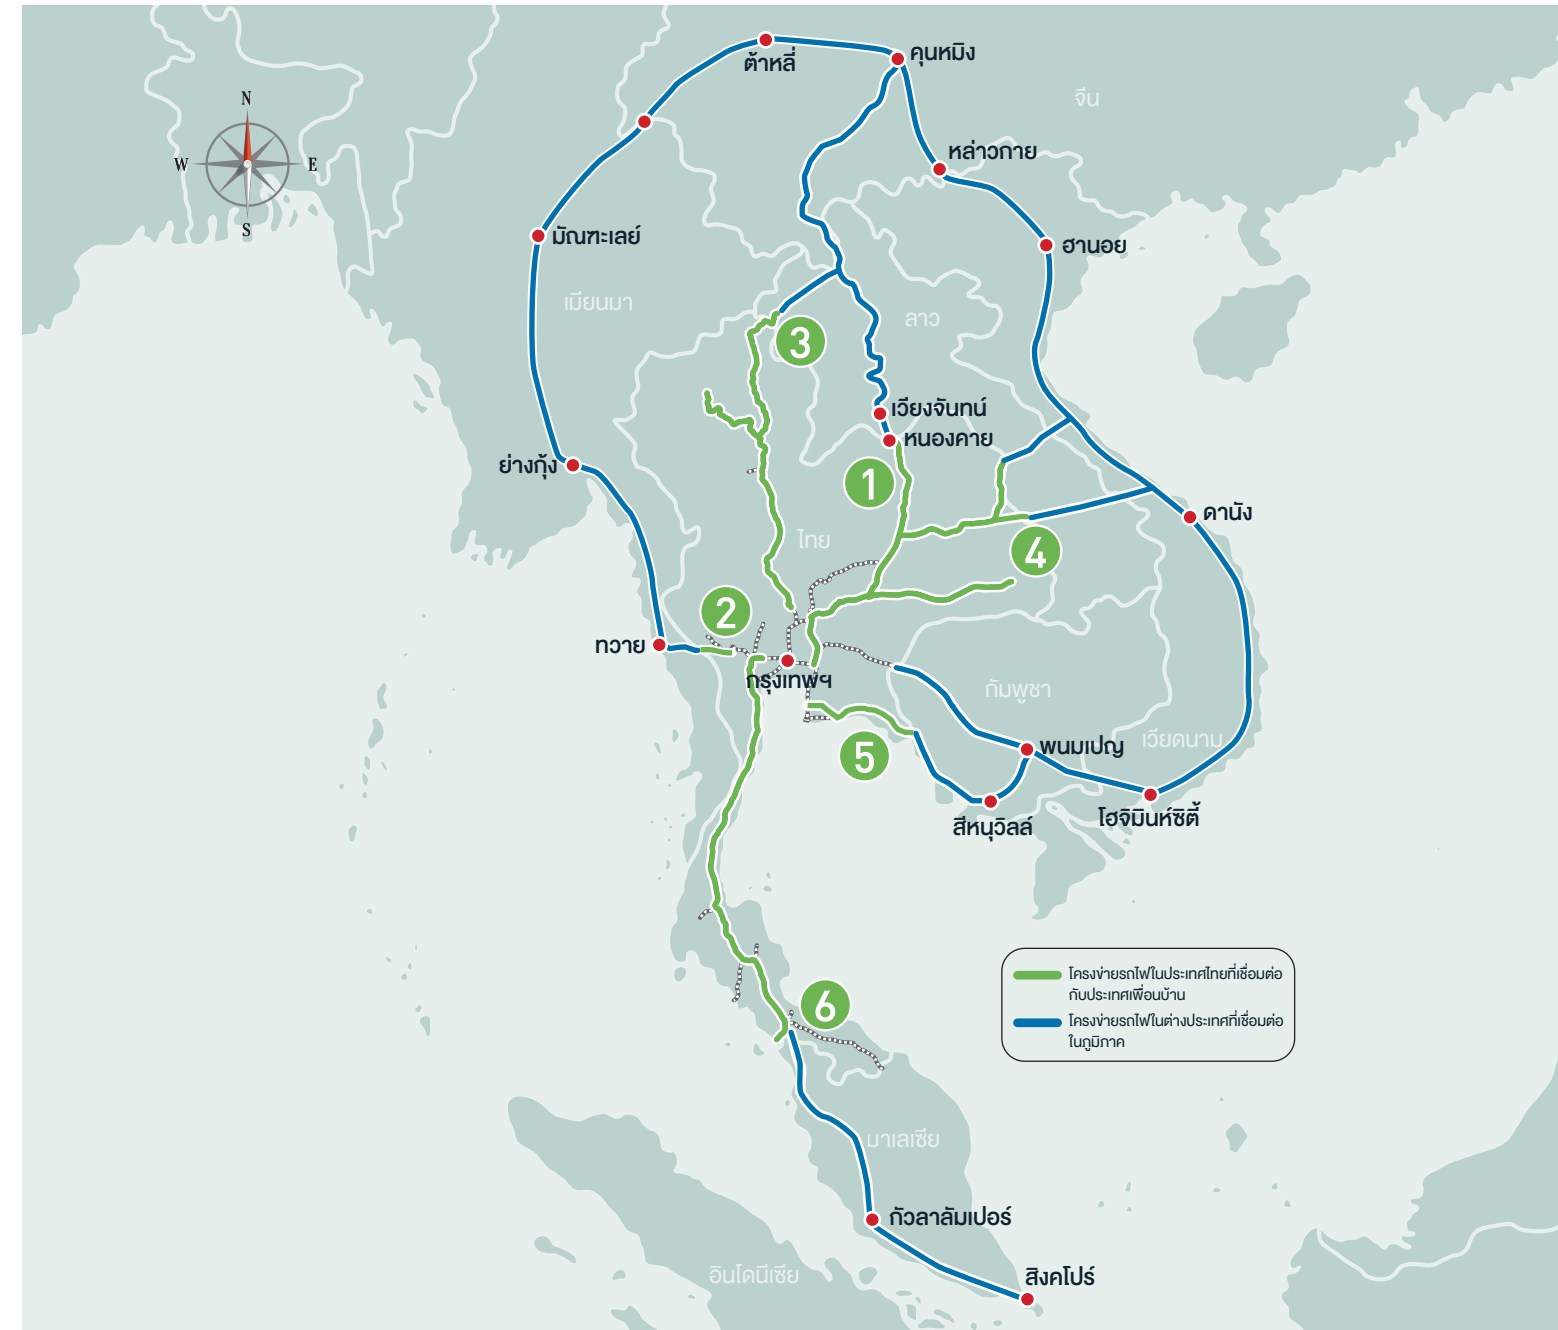 ต้าหลี่
คุนหมิง
จีน
N
W
E
S
หล่าวกาย
มัณฑะเลย์
ฮานอย
เมียนมา
ลาว
3
เวียงจันทน์
หนองคาย
ย่างกุ้ง
1
ดานัง
ไทย
4
2
ทวาย
กรุงเทพฯ
กัมพูชา
เวียดนาม
พนมเปญ
5
สีหนุวิลล์
โฮจิมินห์ซิตี้
โครงข่ายรถไฟในประเทศไทยที่เชื่อมต่อ
กับประเทศเพื่อนบ้าน
โครงข่ายรถไฟในต่างประเทศที่เชื่อมต่อ
ในภูมิภาค
6
มาเลเซีย
กัวลาลัมเปอร์
อินโดนีเซีย
สิงคโปร์